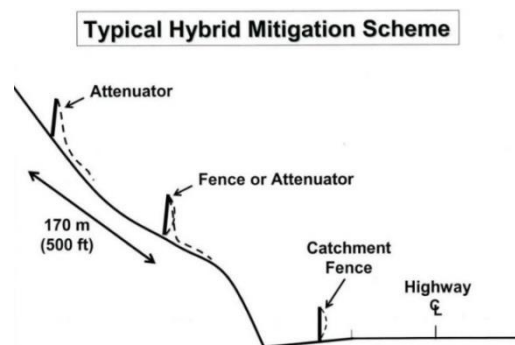 Typical Hybrid Mitigation Scheme
Attenuator
Fence or Attenuator
170 m
(500 ft)
Catchment
Fence
Highway
℄